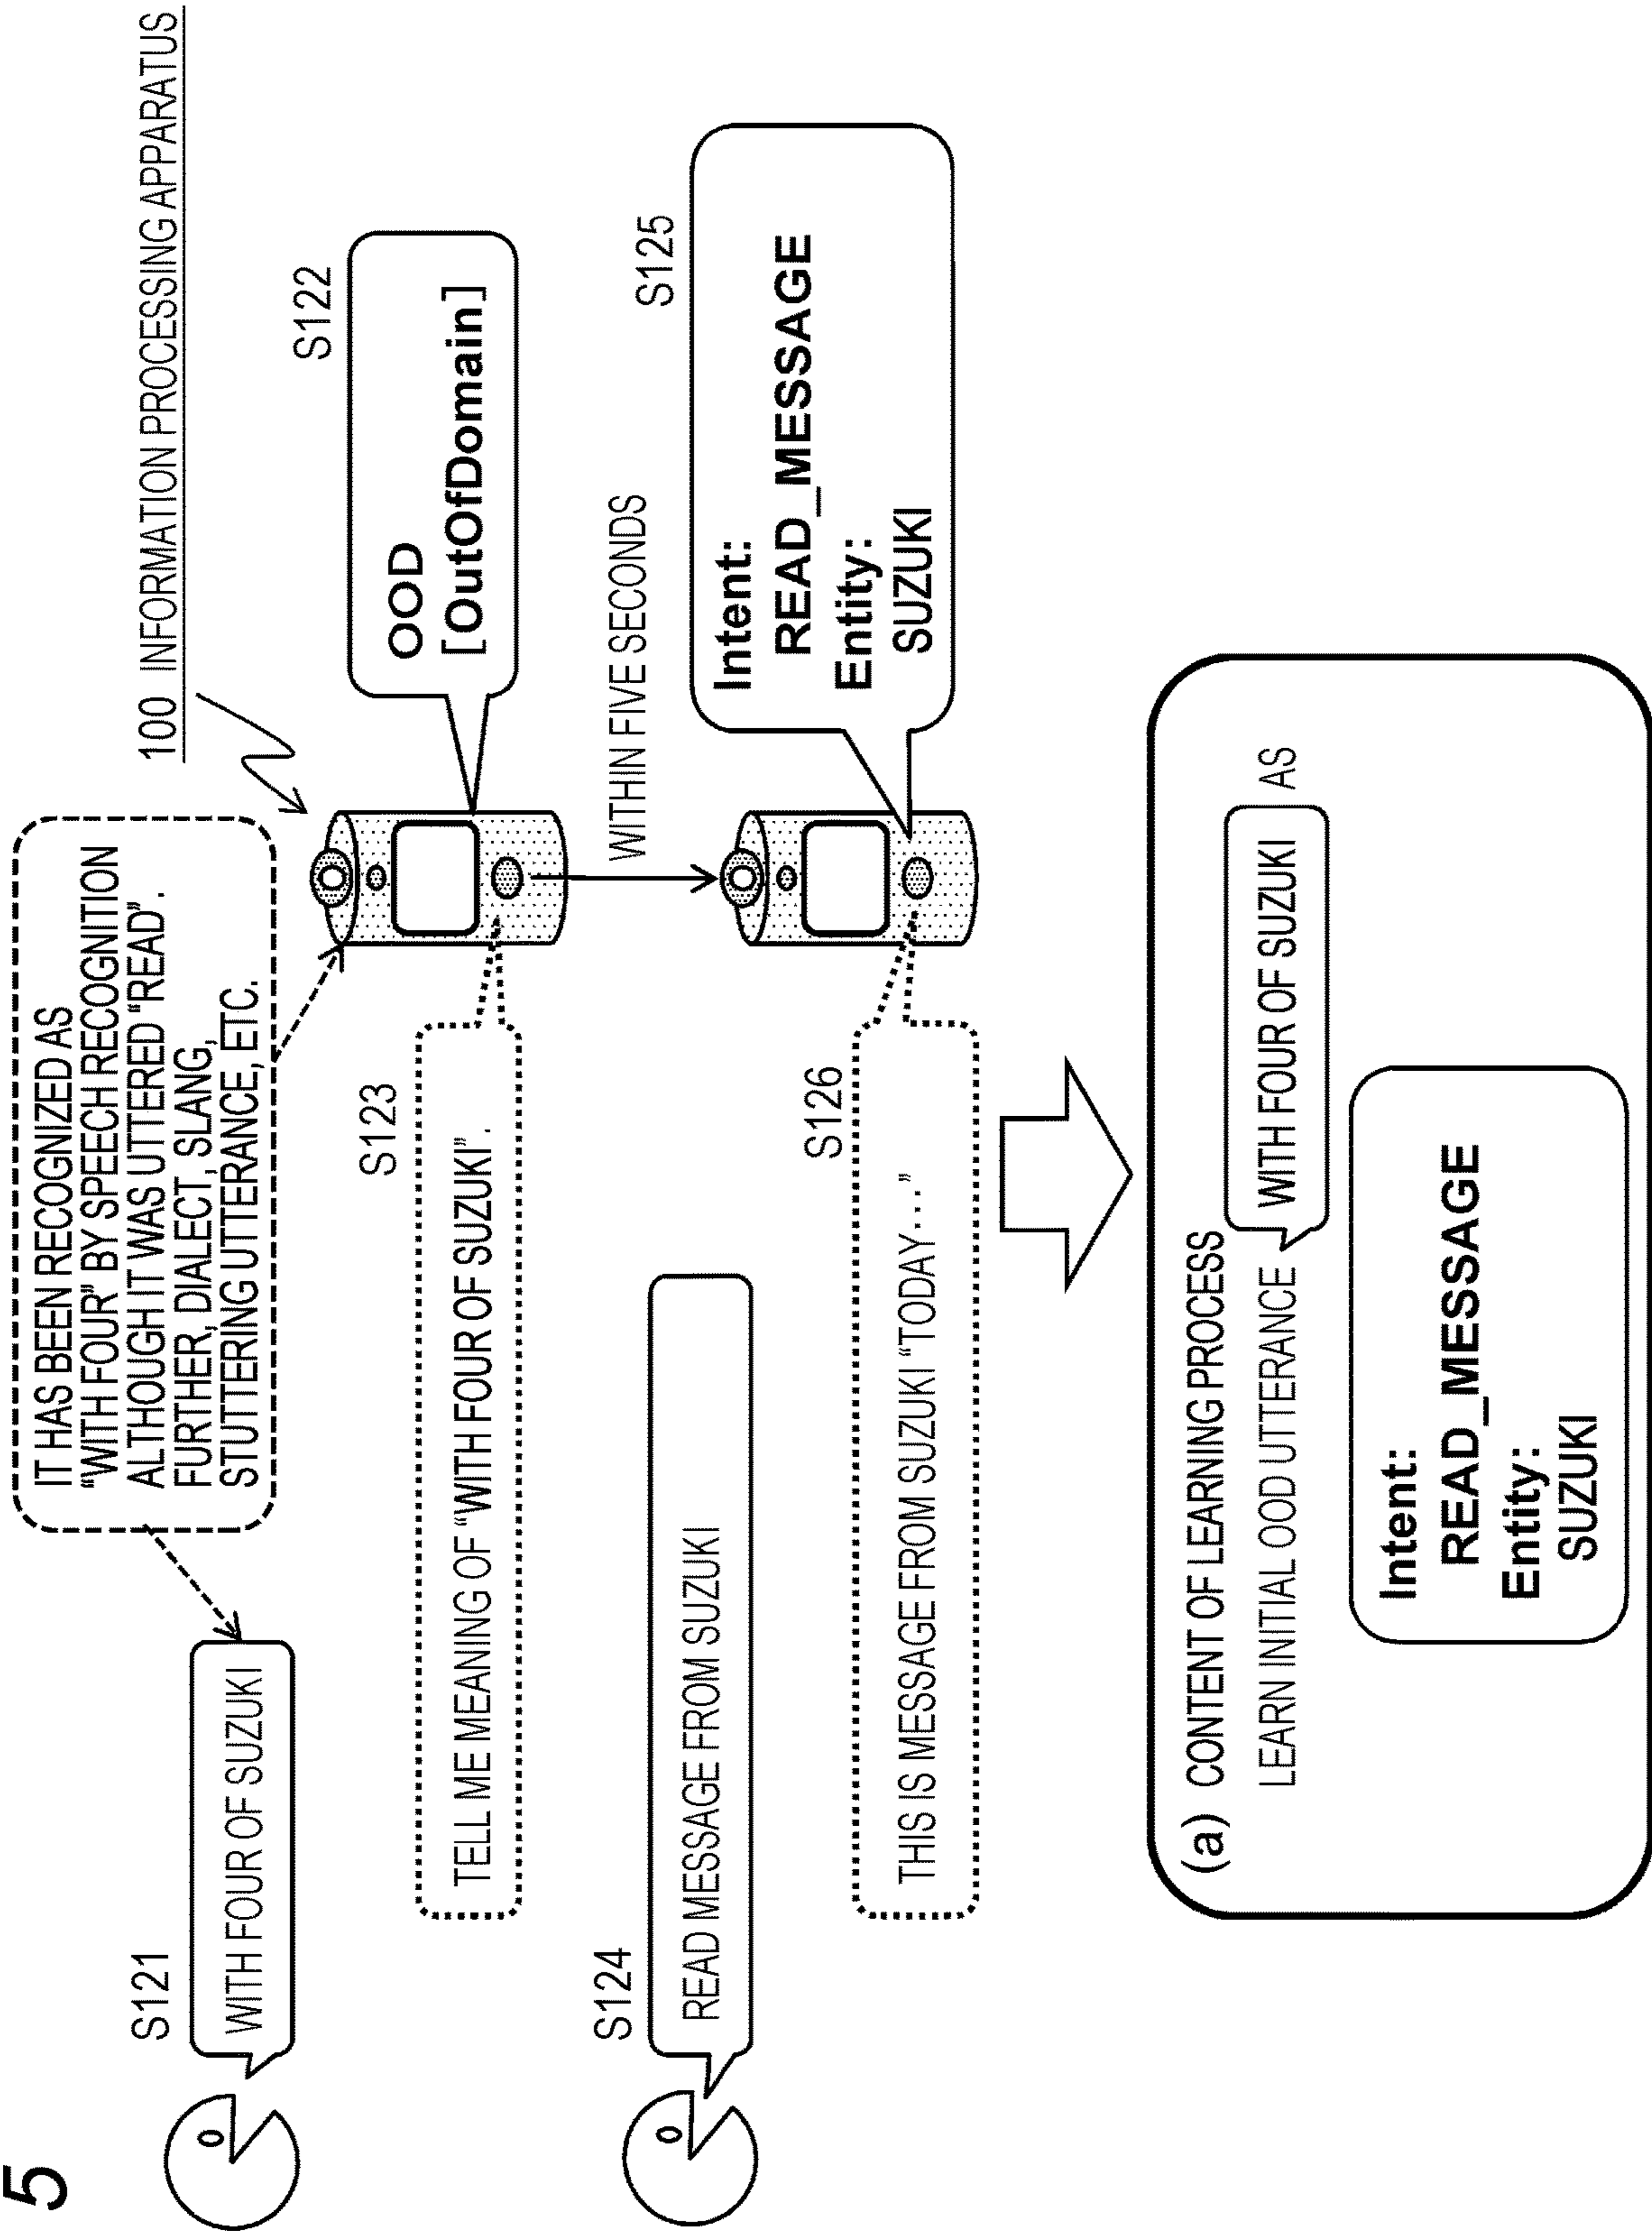 5
100 INFORMATION PROCESSING APPARATUS
IT HAS BEEN RECOGNIZED AS
“WITH FOUR” BY SPEECH RECOGNITION
ALTHOUGH IT WAS UTTERED “READ”.
FURTHER, DIALECT, SLANG,
STUTTERING UTTERANCE, ETC.
S121
WITH FOUR OF SUZUKI
S122
OOD
[OutOfDomain]
S123
TELL ME MEANING OF “WITH FOUR OF SUZUKI”.
WITHIN FIVE SECONDS
S124
READ MESSAGE FROM SUZUKI
S125
Intent:
READ_MESSAGE
Entity:
SUZUKI
S126
THIS IS MESSAGE FROM SUZUKI “TODAY....”
(a) CONTENT OF LEARNING PROCESS
LEARN INITIAL OOD UTTERANCE WITH FOUR OF SUZUKI AS
Intent:
READ_MESSAGE
Entity:
SUZUKI